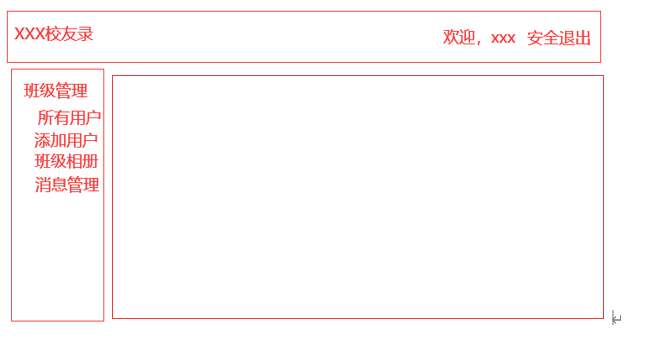 XXX校友录
欢迎，xxx 安全退出
班级管理
所有用户
添加用户
班级相册
消息管理